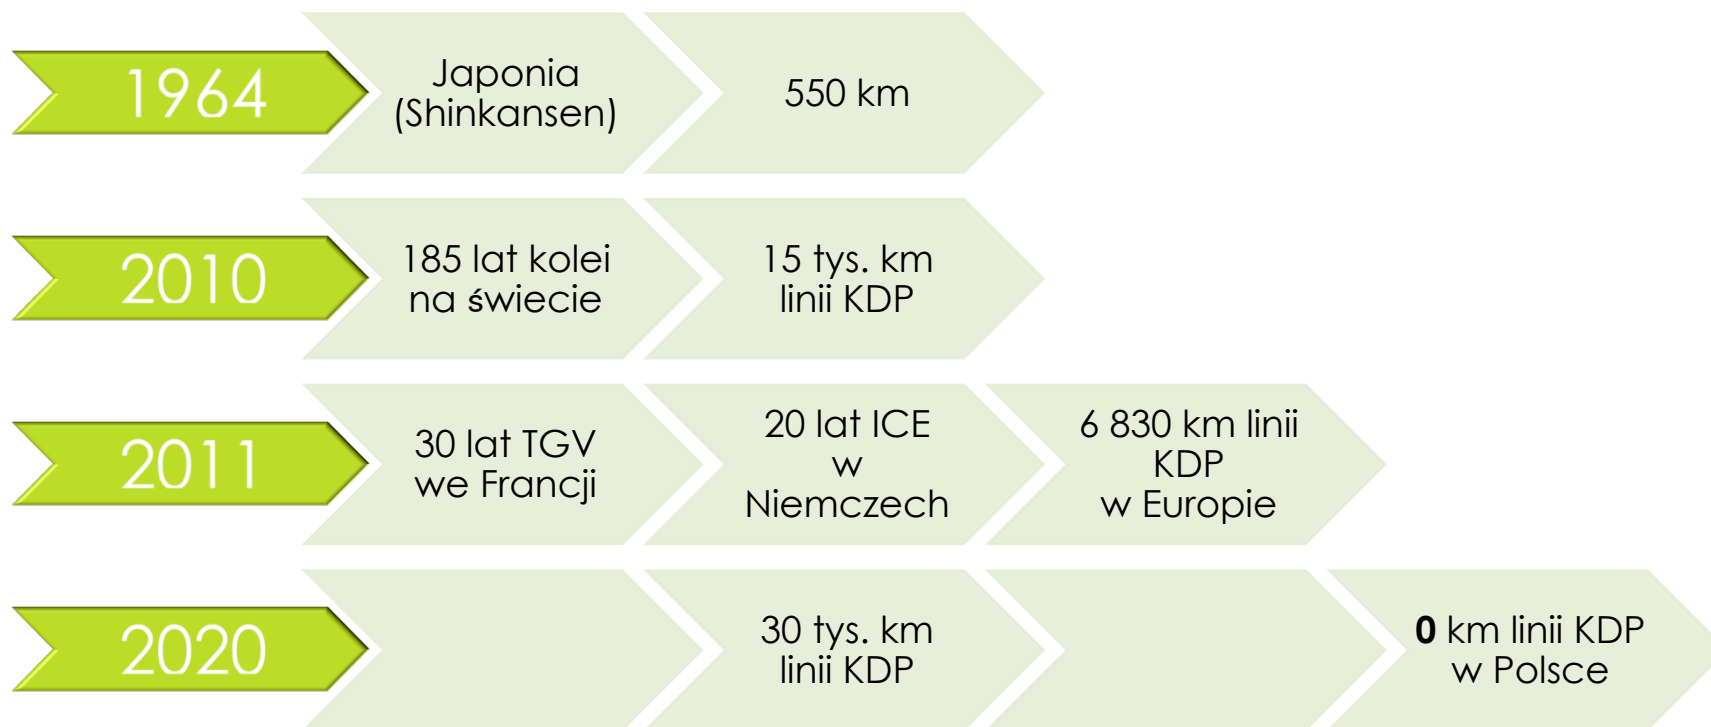 1964
Japonia
(Shinkansen)
550 km
2010
185 lat kolei
na świecie
15 tys. km
linii KDP
2011
30 lat TGV
we Francji
20 lat ICE
w
Niemczech
6 830 km linii
KDP
w Europie
2020
30 tys. km
linii KDP
0 km linii KDP
w Polsce